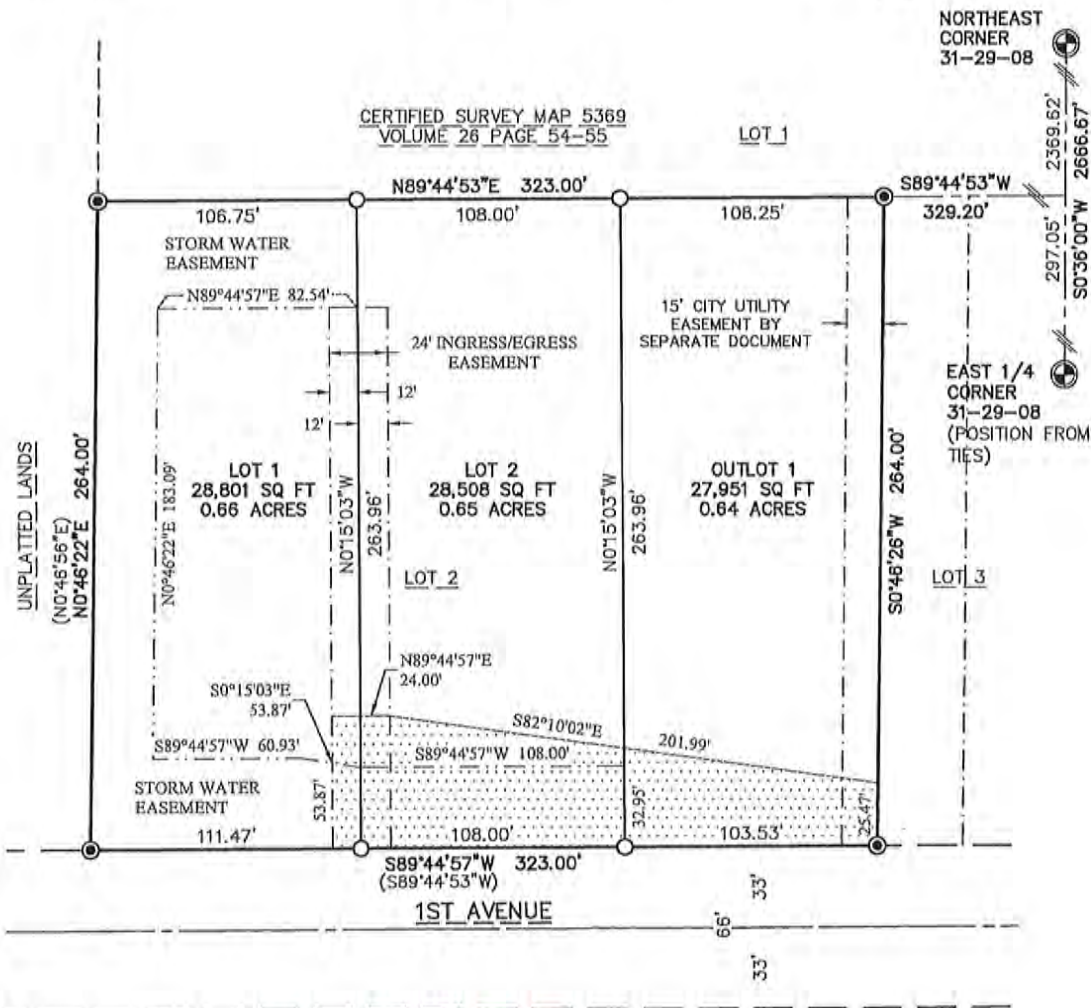 NORTHEAST
CORNER
31-29-08
CERTIFIED SURVEY MAP 5369
VOLUME 26 PAGE 54-55
LOT 1
2369.62'
2666.67'
N89°44'53"E 323.00'
S89°44'53"W
106.75'
108.00'
108.25'
329.20'
297.05'
S0°36'00"W
STORM WATER
EASEMENT
N89°44'57"E 82.54'
15' CITY UTILITY
EASEMENT BY
SEPARATE DOCUMENT
24' INGRESS/EGRESS
EASEMENT
12'
12'
EAST 1/4
CORNER
31-29-08
(POSITION FROM
TIES)
UNPLATTED LANDS
(N0°46'56"E)
N0°46'22"E 264.00'
N0°46'22"E 183.09'
LOT 1
28,801 SQ FT
0.66 ACRES
N0°15'03"W
263.96'
LOT 2
28,508 SQ FT
0.65 ACRES
N0°15'03"W
263.96'
OUTLOT 1
27,951 SQ FT
0.64 ACRES
S0°46'26"W 264.00'
LOT 2
LOT 3
N89°44'57"E
24.00'
S0°15'03"E
53.87'
S82°10'02"E
201.99'
S89°44'57"W 60.93'
S89°44'57"W 108.00'
STORM WATER
EASEMENT
53.87'
32.95'
25.47'
111.47'
108.00'
103.53'
S89°44'57"W 323.00'
(S89°44'53"W)
1ST AVENUE
33'
66'
33'